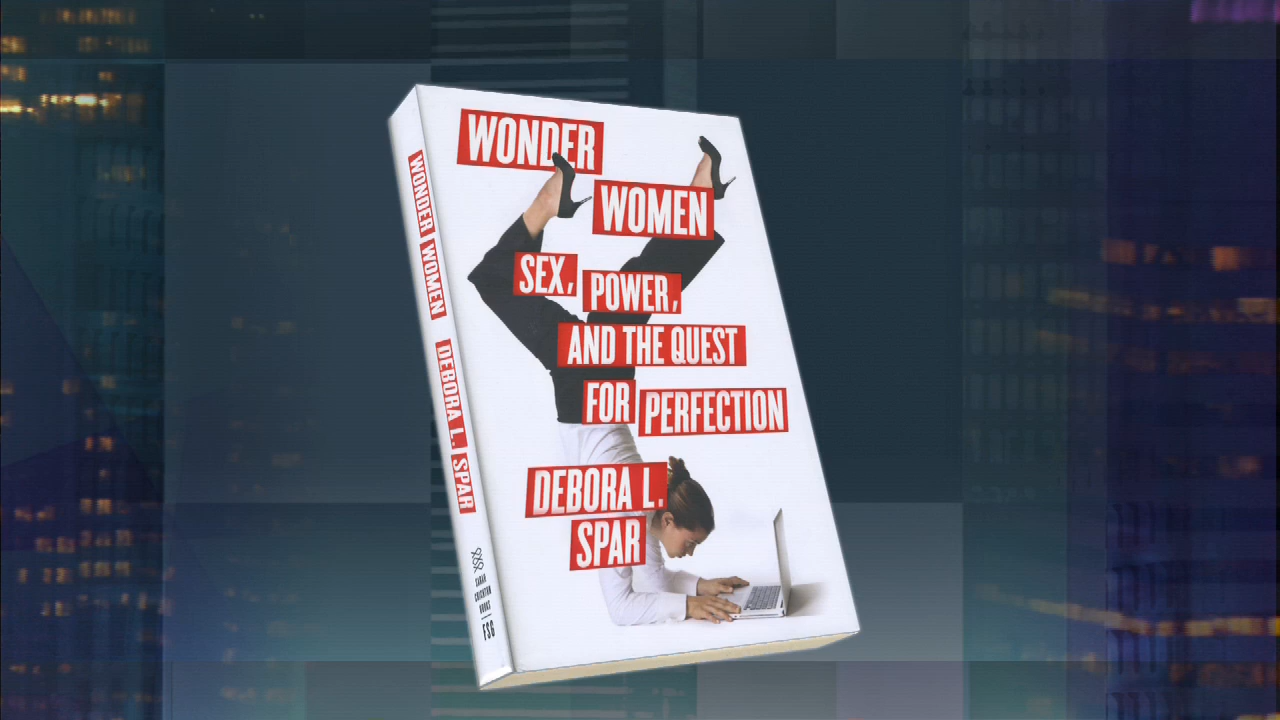 WONDER
WOMEN
SEX,
POWER,
AND THE QUEST
FOR PERFECTION
DEBORA L.
SPAR
WONDER WOMEN DEBORA L. SPAR
SARAH
CRICHTON
BOOKS
FSG